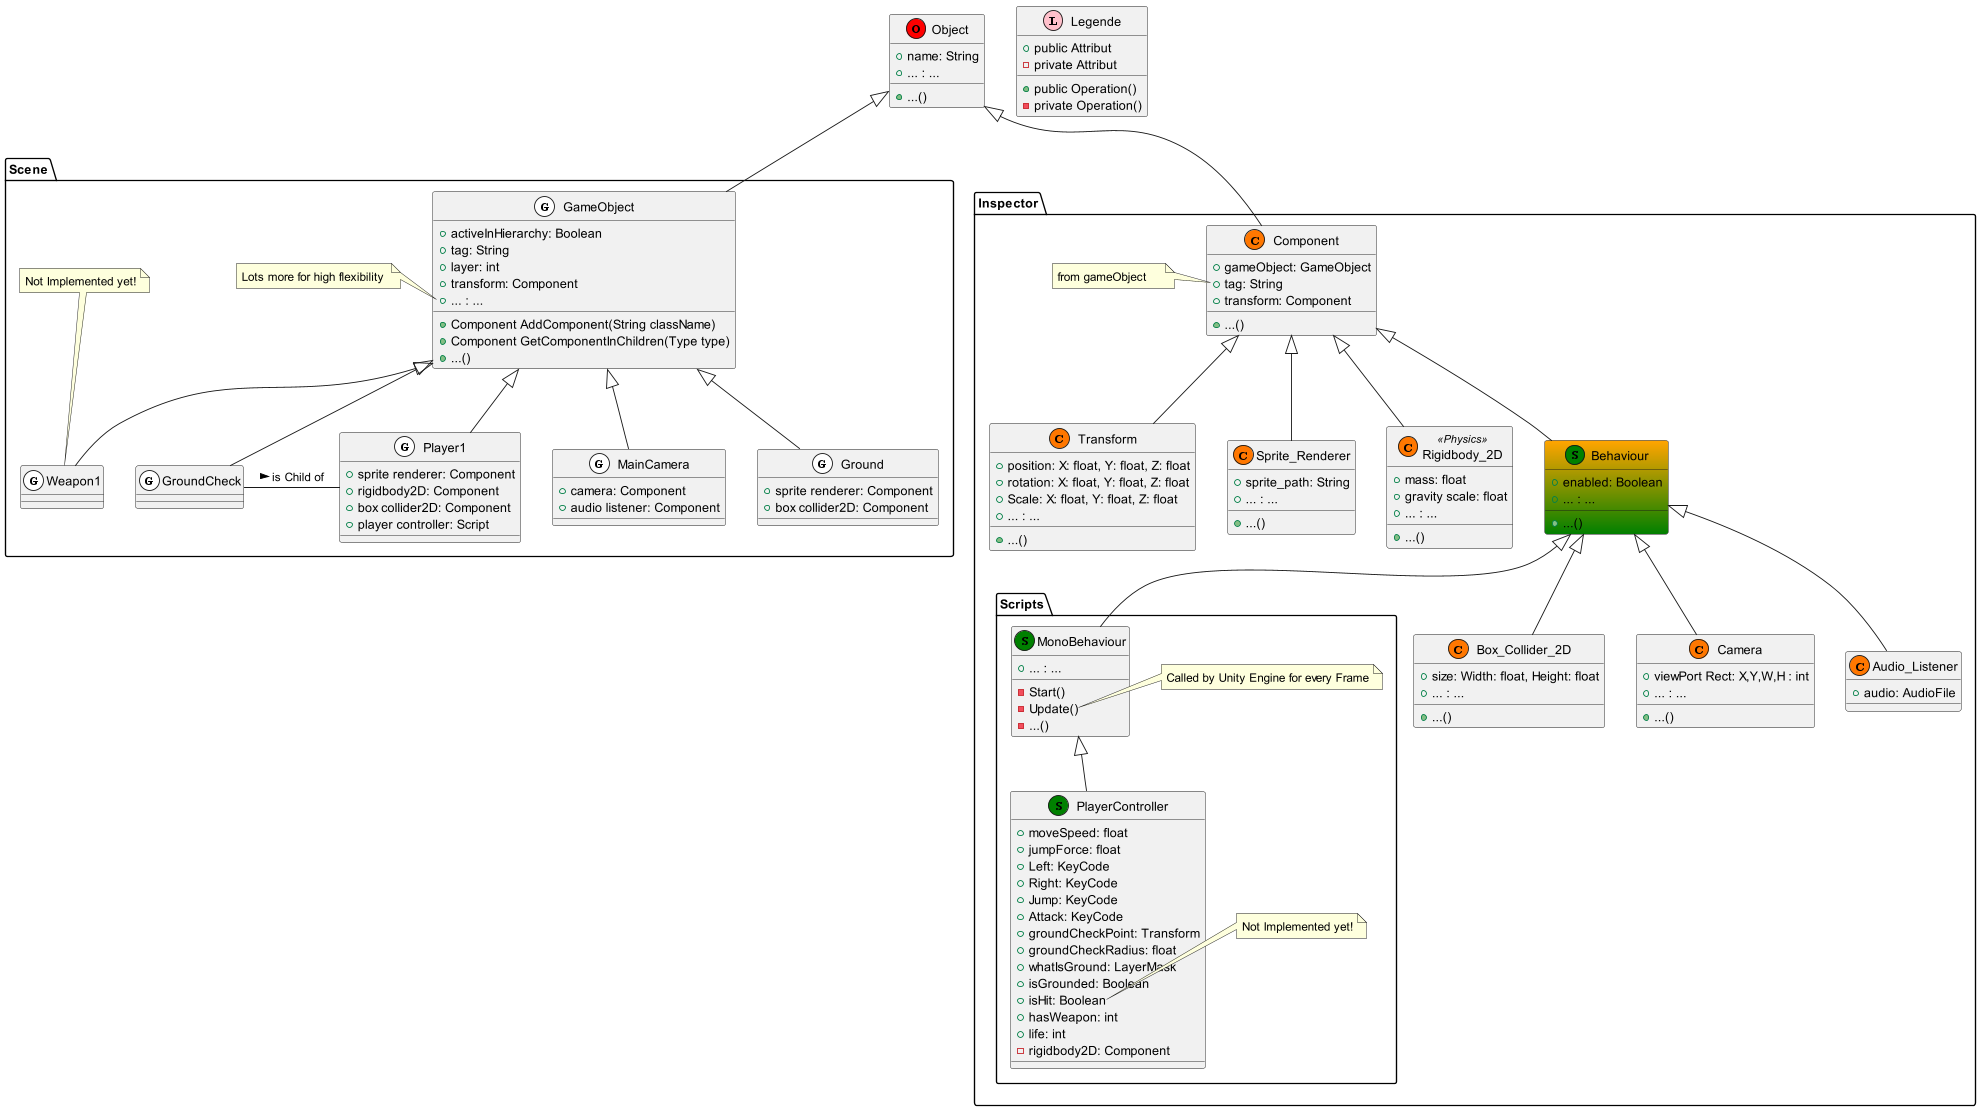 O Object
name: String
... : ...
...()
L Legende
public Attribut
private Attribut
public Operation()
private Operation()
Scene
G GameObject
activeInHierarchy: Boolean
tag: String
layer: int
transform: Component
... : ...
Component AddComponent(String className)
Component GetComponentInChildren(Type type)
...()
Not Implemented yet!
Lots more for high flexibility
G Weapon1
G GroundCheck
is Child of
G Player1
sprite renderer: Component
rigidbody2D: Component
box collider2D: Component
player controller: Script
G MainCamera
camera: Component
audio listener: Component
G Ground
sprite renderer: Component
box collider2D: Component
Inspector
C Component
gameObject: GameObject
tag: String
transform: Component
...()
from gameObject
C Transform
position: X: float, Y: float, Z: float
rotation: X: float, Y: float, Z: float
Scale: X: float, Y: float, Z: float
... : ...
...()
C Sprite_Renderer
sprite_path: String
... : ...
...()
C «Physics»
Rigidbody_2D
mass: float
gravity scale: float
... : ...
...()
S Behaviour
enabled: Boolean
... : ...
...()
Scripts
S MonoBehaviour
... : ...
Start()
Update()
...()
Called by Unity Engine for every Frame
C Box_Collider_2D
size: Width: float, Height: float
... : ...
...()
C Camera
viewPort Rect: X,Y,W,H : int
... : ...
...()
C Audio_Listener
audio: AudioFile
S PlayerController
moveSpeed: float
jumpForce: float
Left: KeyCode
Right: KeyCode
Jump: KeyCode
Attack: KeyCode
groundCheckPoint: Transform
groundCheckRadius: float
whatIsGround: LayerMask
isGrounded: Boolean
isHit: Boolean
hasWeapon: int
life: int
rigidbody2D: Component
Not Implemented yet!